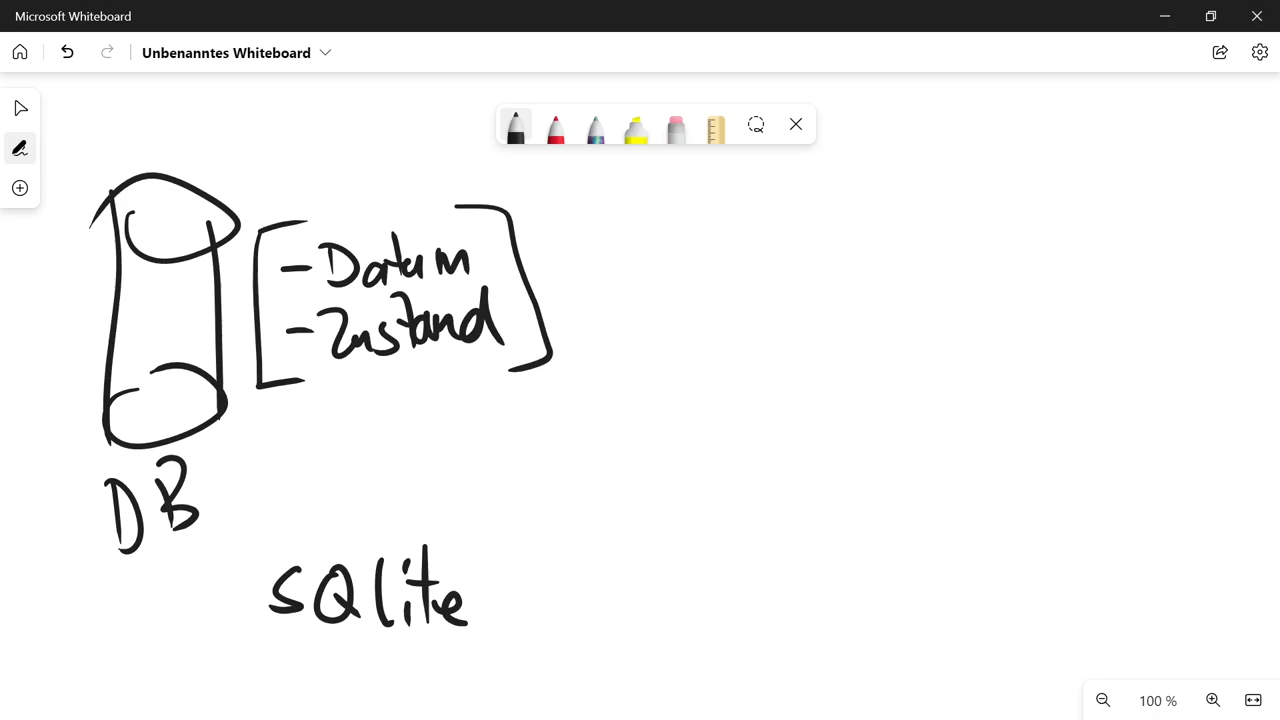 Microsoft Whiteboard
Unbenanntes Whiteboard
- Datum
- Zustand
DB
SQlite
100 %